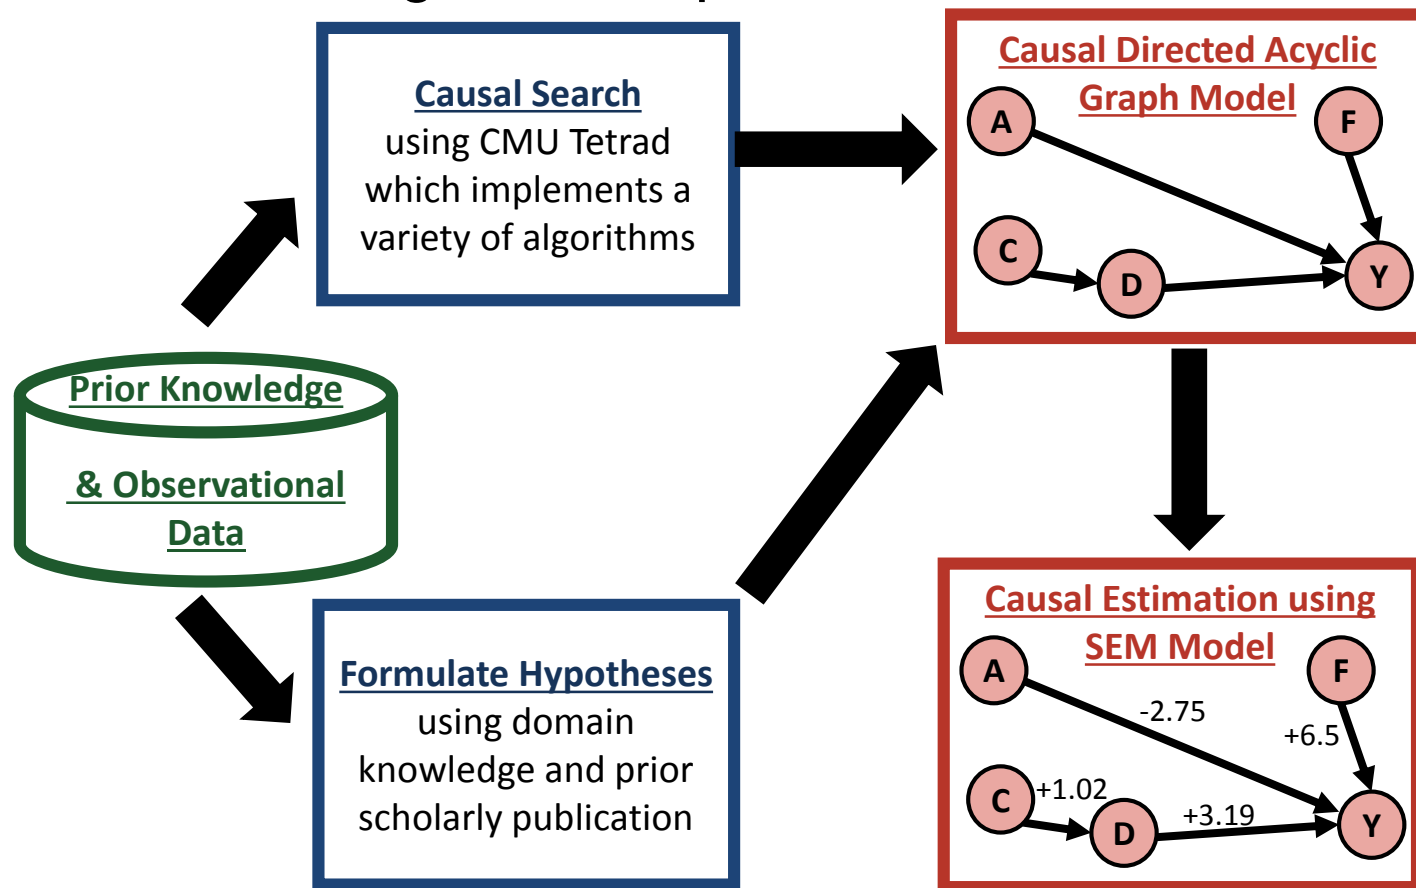 Causal Search
using CMU Tetrad
which implements a
variety of algorithms
Causal Directed Acyclic
Graph Model
A
F
C
D
Y
Prior Knowledge
& Observational
Data
Formulate Hypotheses
using domain
knowledge and prior
scholarly publication
Causal Estimation using
SEM Model
A
F
-2.75
+6.5
C
+1.02
D
+3.19
Y